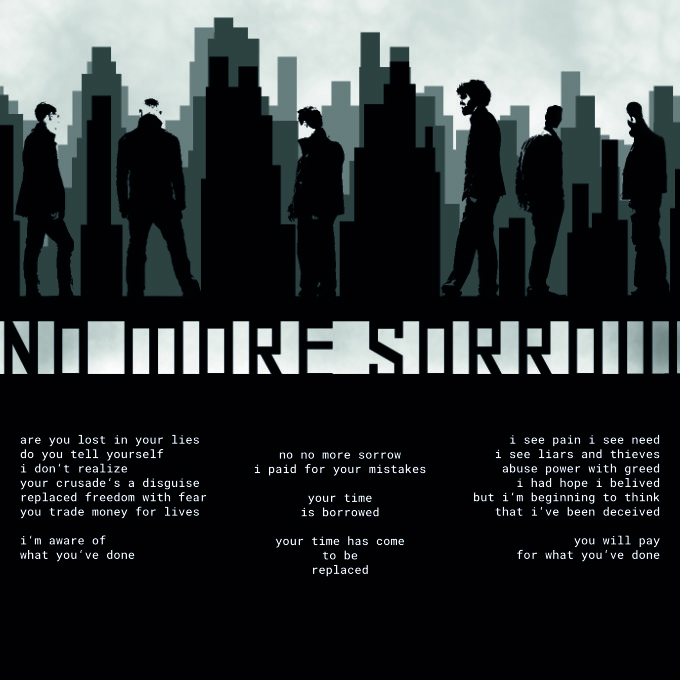 NO MORE SORROW
are you lost in your lies
do you tell yourself
i don't realize
your crusade's a disguise
replaced freedom with fear
you trade money for lives
i'm aware of
what you've done
no no more sorrow
i paid for your mistakes
your time
is borrowed
your time has come
to be
replaced
i see pain i see need
i see liars and thieves
abuse power with greed
i had hope i belived
but i'm beginning to think
that i've been deceived
you will pay
for what you've done